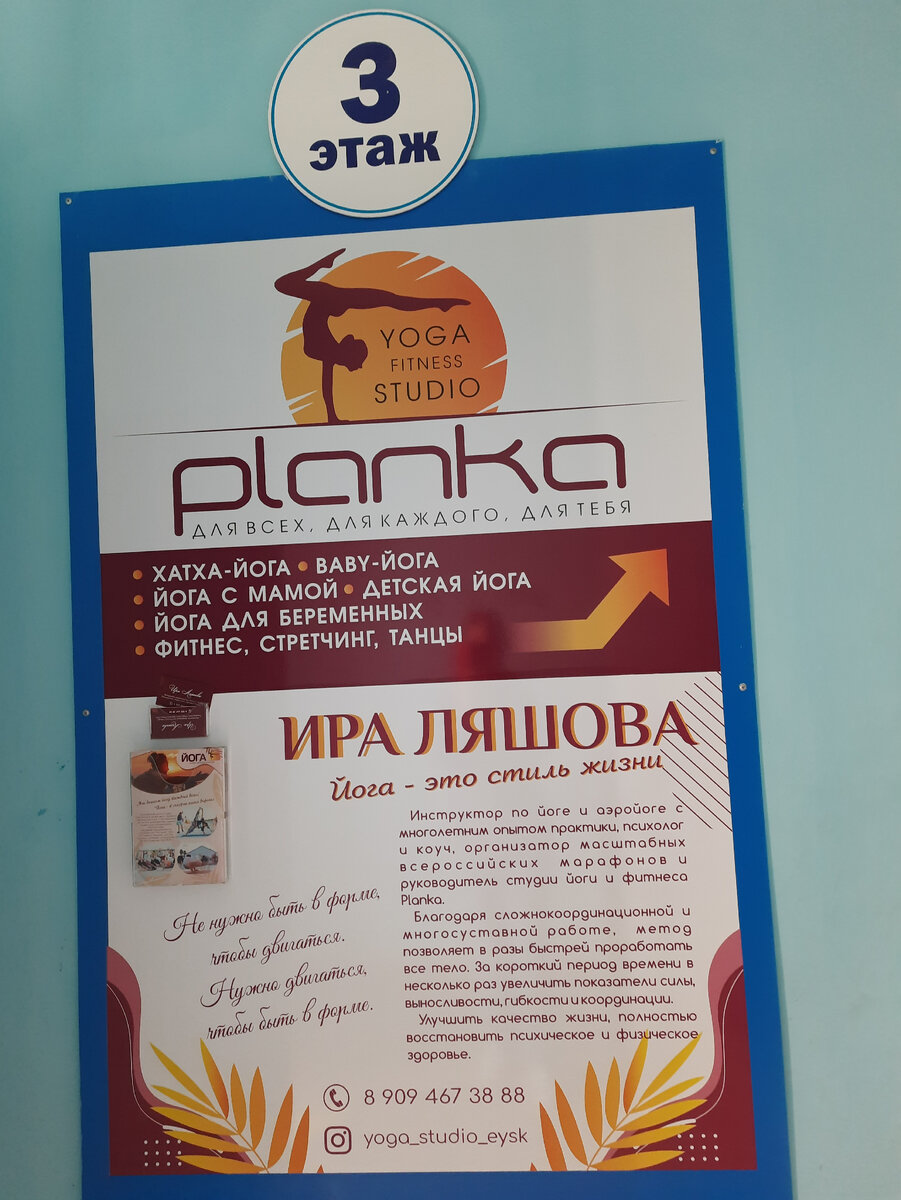 3
этаж
YOGA
FITNESS
STUDIO
planka
ДЛЯ ВСЕХ, ДЛЯ КАЖДОГО, ДЛЯ ТЕБЯ
• ХАТХА-ЙОГА • BABY-ЙОГА
• ЙОГА С МАМОЙ • ДЕТСКАЯ ЙОГА
• ЙОГА ДЛЯ БЕРЕМЕННЫХ
• ФИТНЕС, СТРЕТЧИНГ, ТАНЦЫ
ИРА ЛЯШОВА
Йога - это стиль жизни
ЙОГА
Инструктор по йоге и аэройоге с
многолетним опытом практики, психолог
и коуч, организатор масштабных
всероссийских марафонов и
руководитель студии йоги и фитнеса
Planka.
Благодаря сложнокоординационной и
многосуставной работе, метод
позволяет в разы быстрей проработать
все тело. За короткий период времени в
несколько раз увеличить показатели силы,
выносливости, гибкости и координации.
Улучшить качество жизни, полностью
восстановить психическое и физическое
здоровье.
Не нужно быть в форме,
чтобы двигаться.
Нужно двигаться,
чтобы быть в форме.
8 909 467 38 88
yoga_studio_eysk